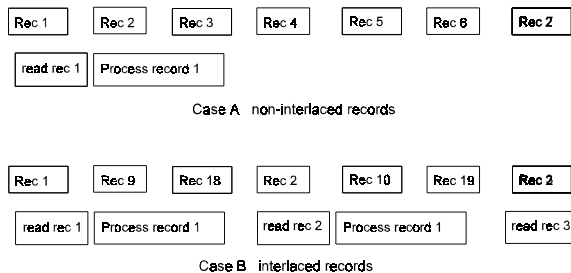 Rec 1 Rec 2 Rec 3 Rec 4 Rec 5 Rec 6 Rec 2
read rec 1 Process record 1
Case A non-interlaced records
Rec 1 Rec 9 Rec 18 Rec 2 Rec 10 Rec 19 Rec 2
read rec 1 Process record 1 read rec 2 Process record 1 read rec 3
Case B interlaced records